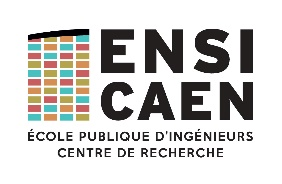 ENSI
CAEN
ÉCOLE PUBLIQUE D'INGÉNIEURS
CENTRE DE RECHERCHE